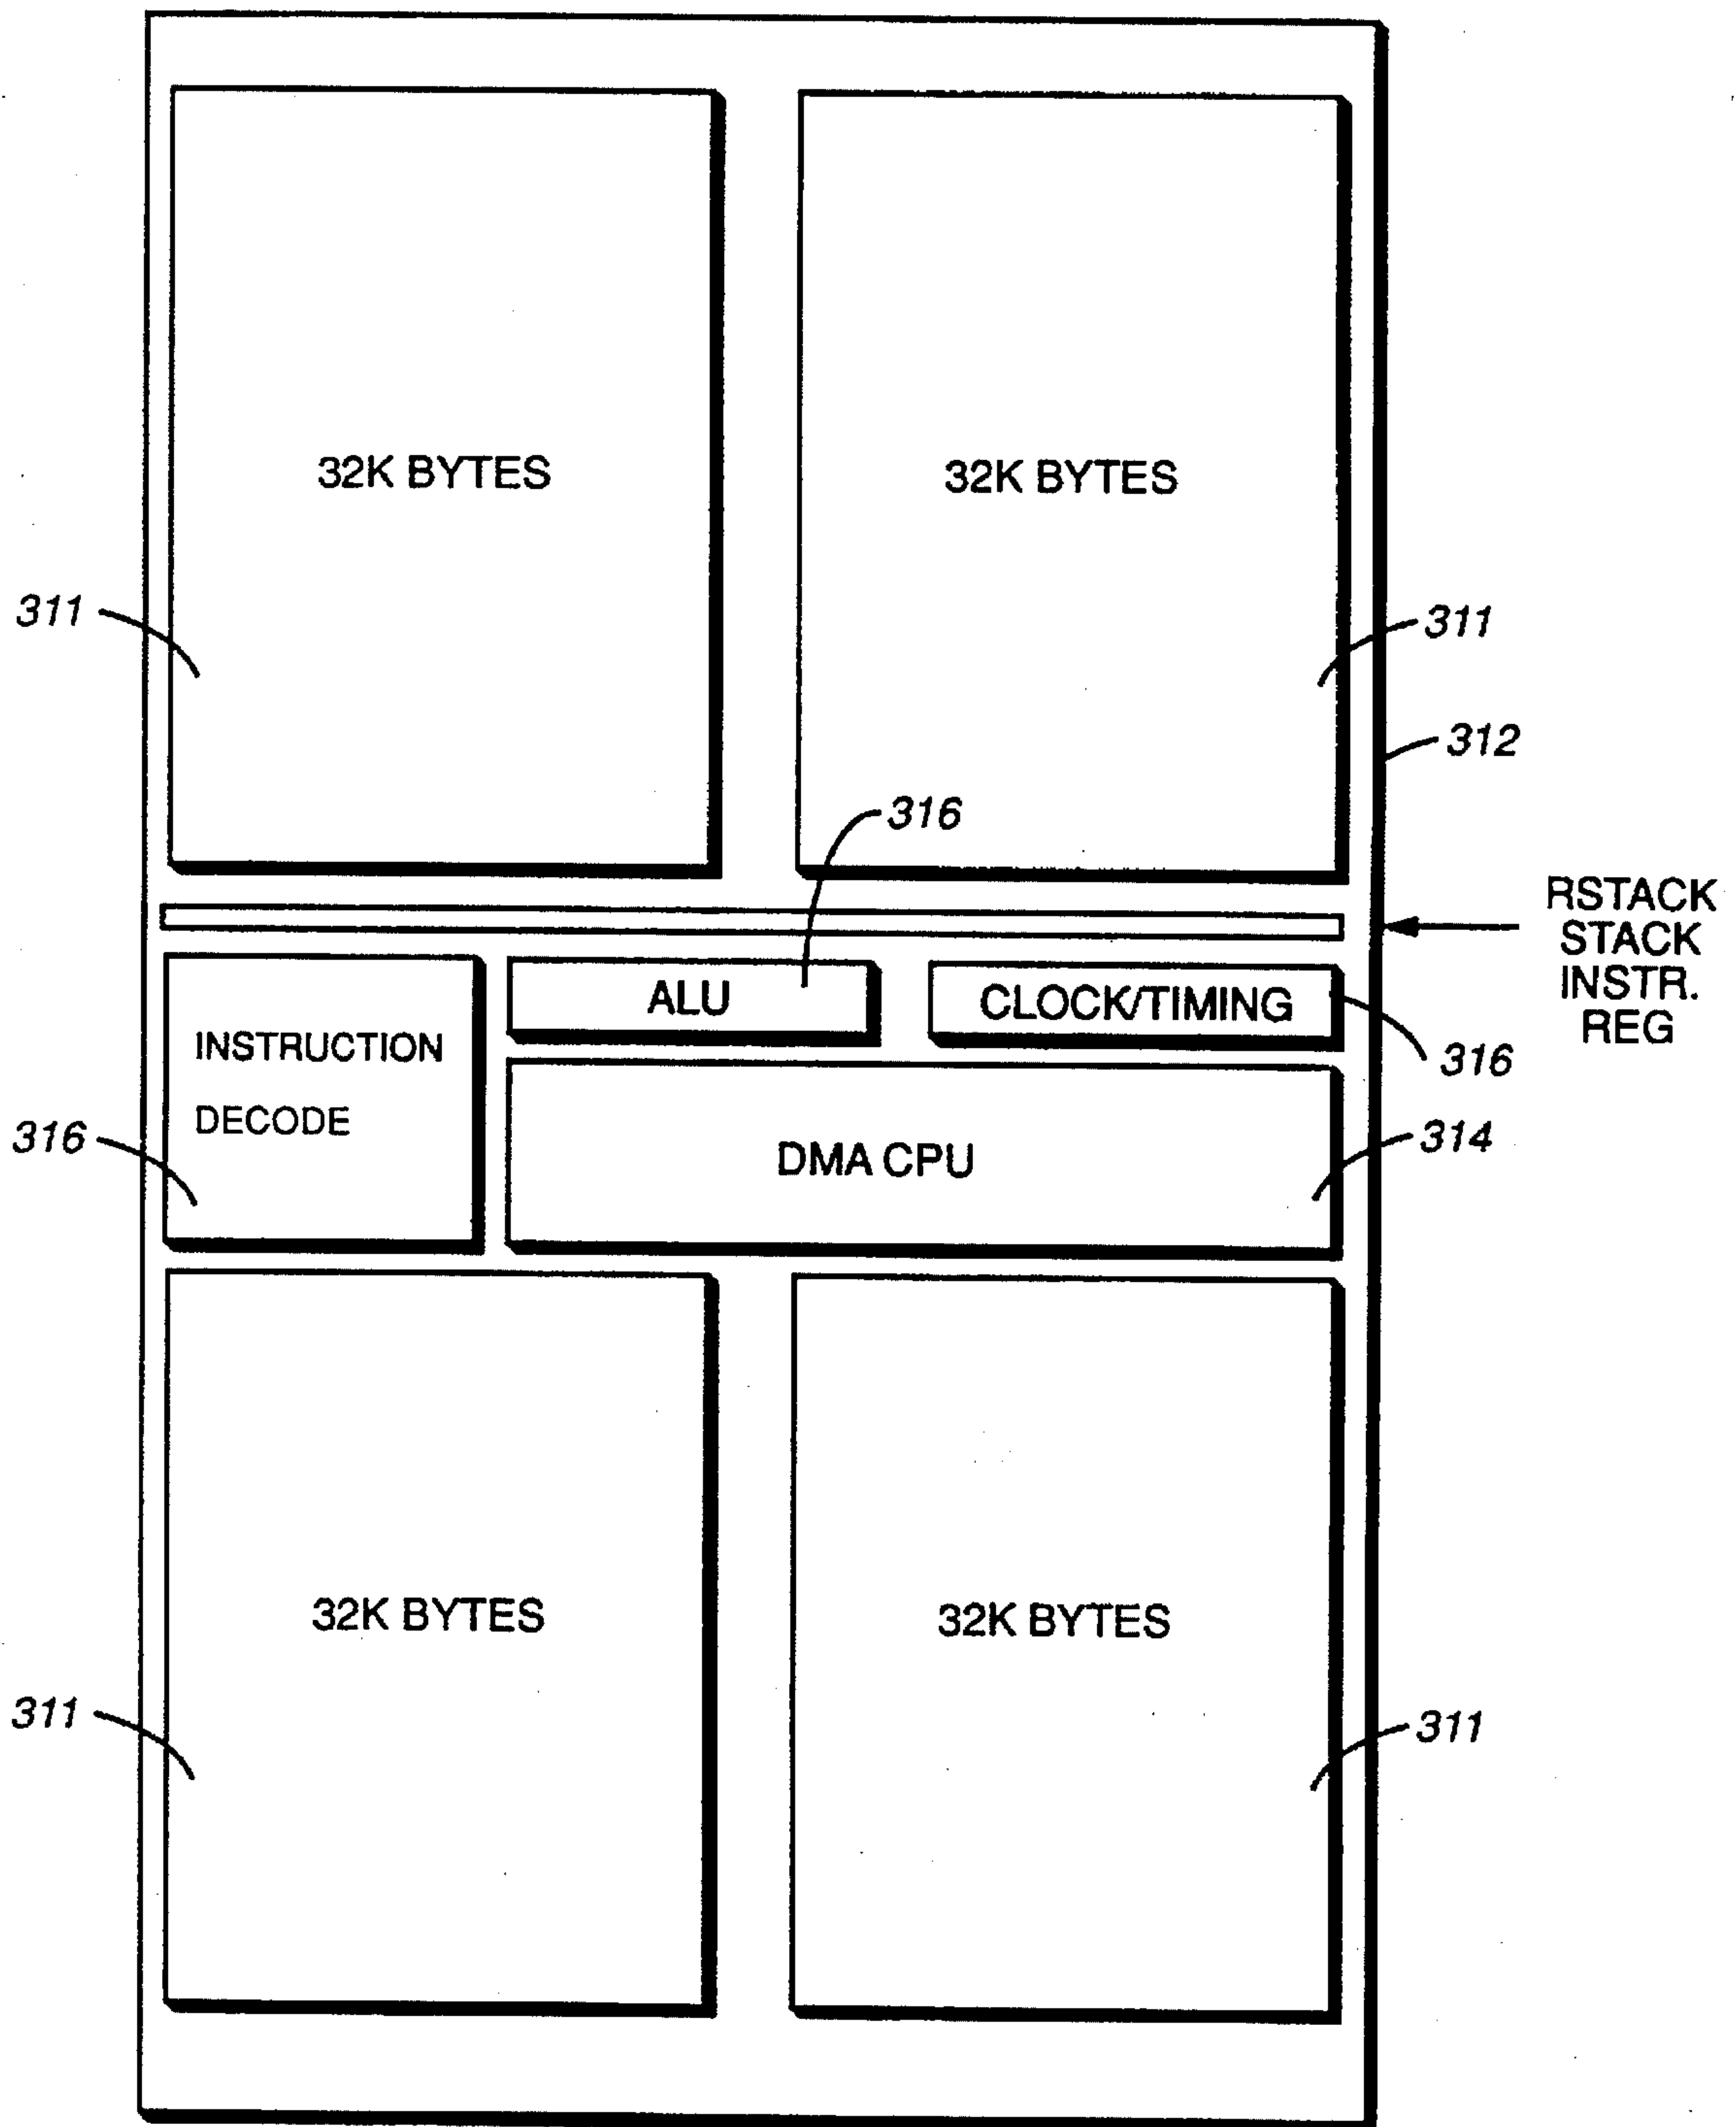 32K BYTES
32K BYTES
311
311
312
316
RSTACK
STACK
INSTR.
REG
ALU
CLOCK/TIMING
INSTRUCTION
DECODE
316
316
DMA CPU
314
32K BYTES
32K BYTES
311
311